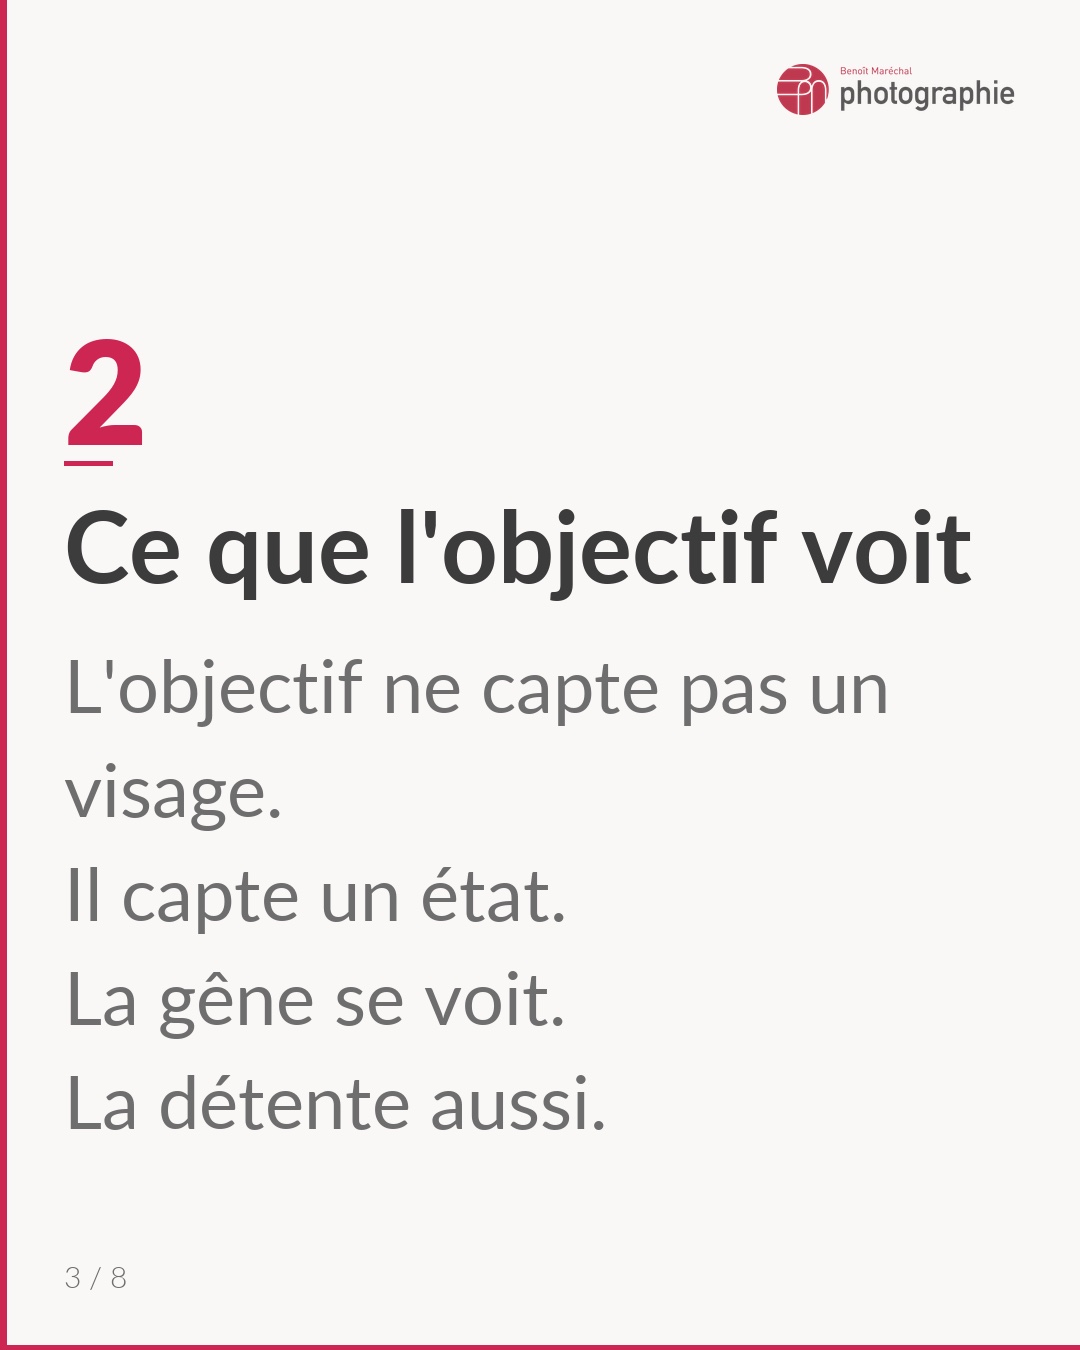 Benoît Maréchal
photographie
2
Ce que l'objectif voit
L'objectif ne capte pas un
visage.
Il capte un état.
La gêne se voit.
La détente aussi.
3 / 8